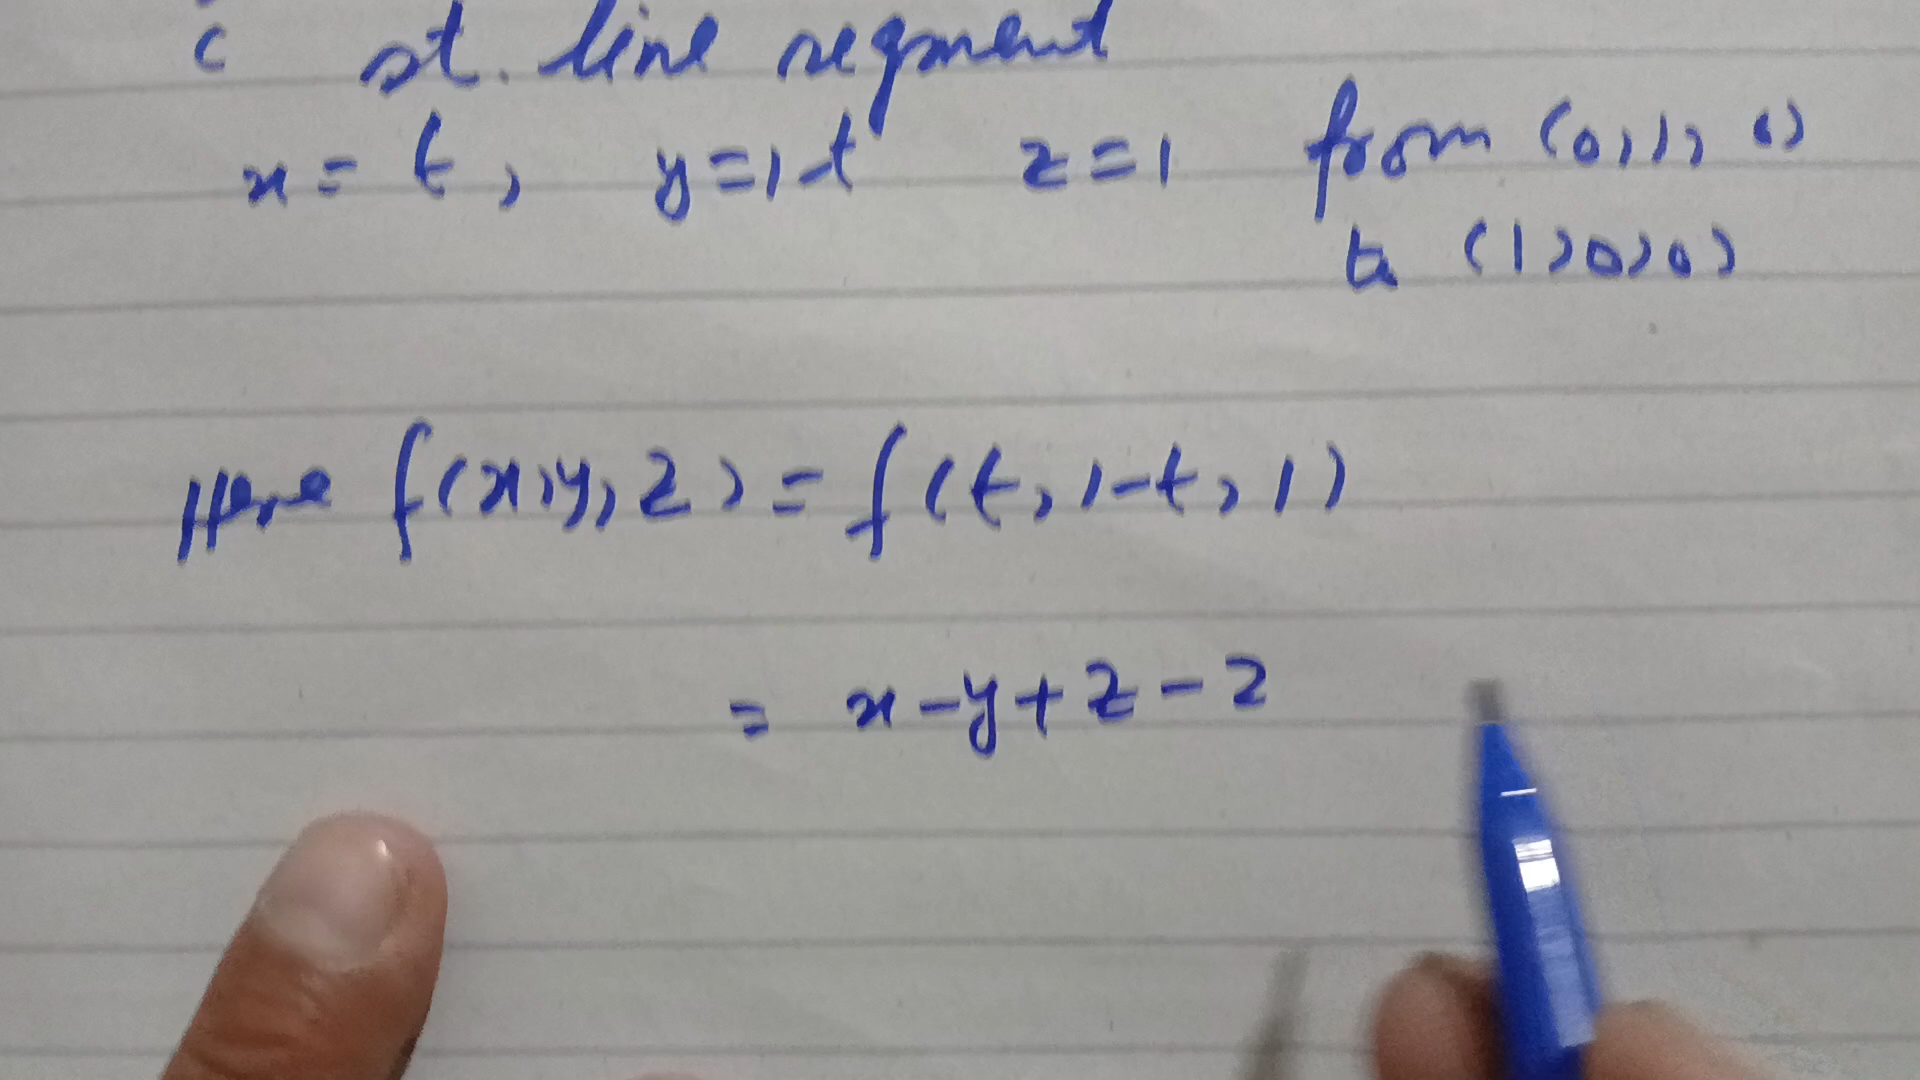 c st. line segment
x = t, y=1-t z=1 from (0,1, 1)
to (1,0,0)
Here f(x,y,z) = f(t,1-t,1)
= x-y+z-2